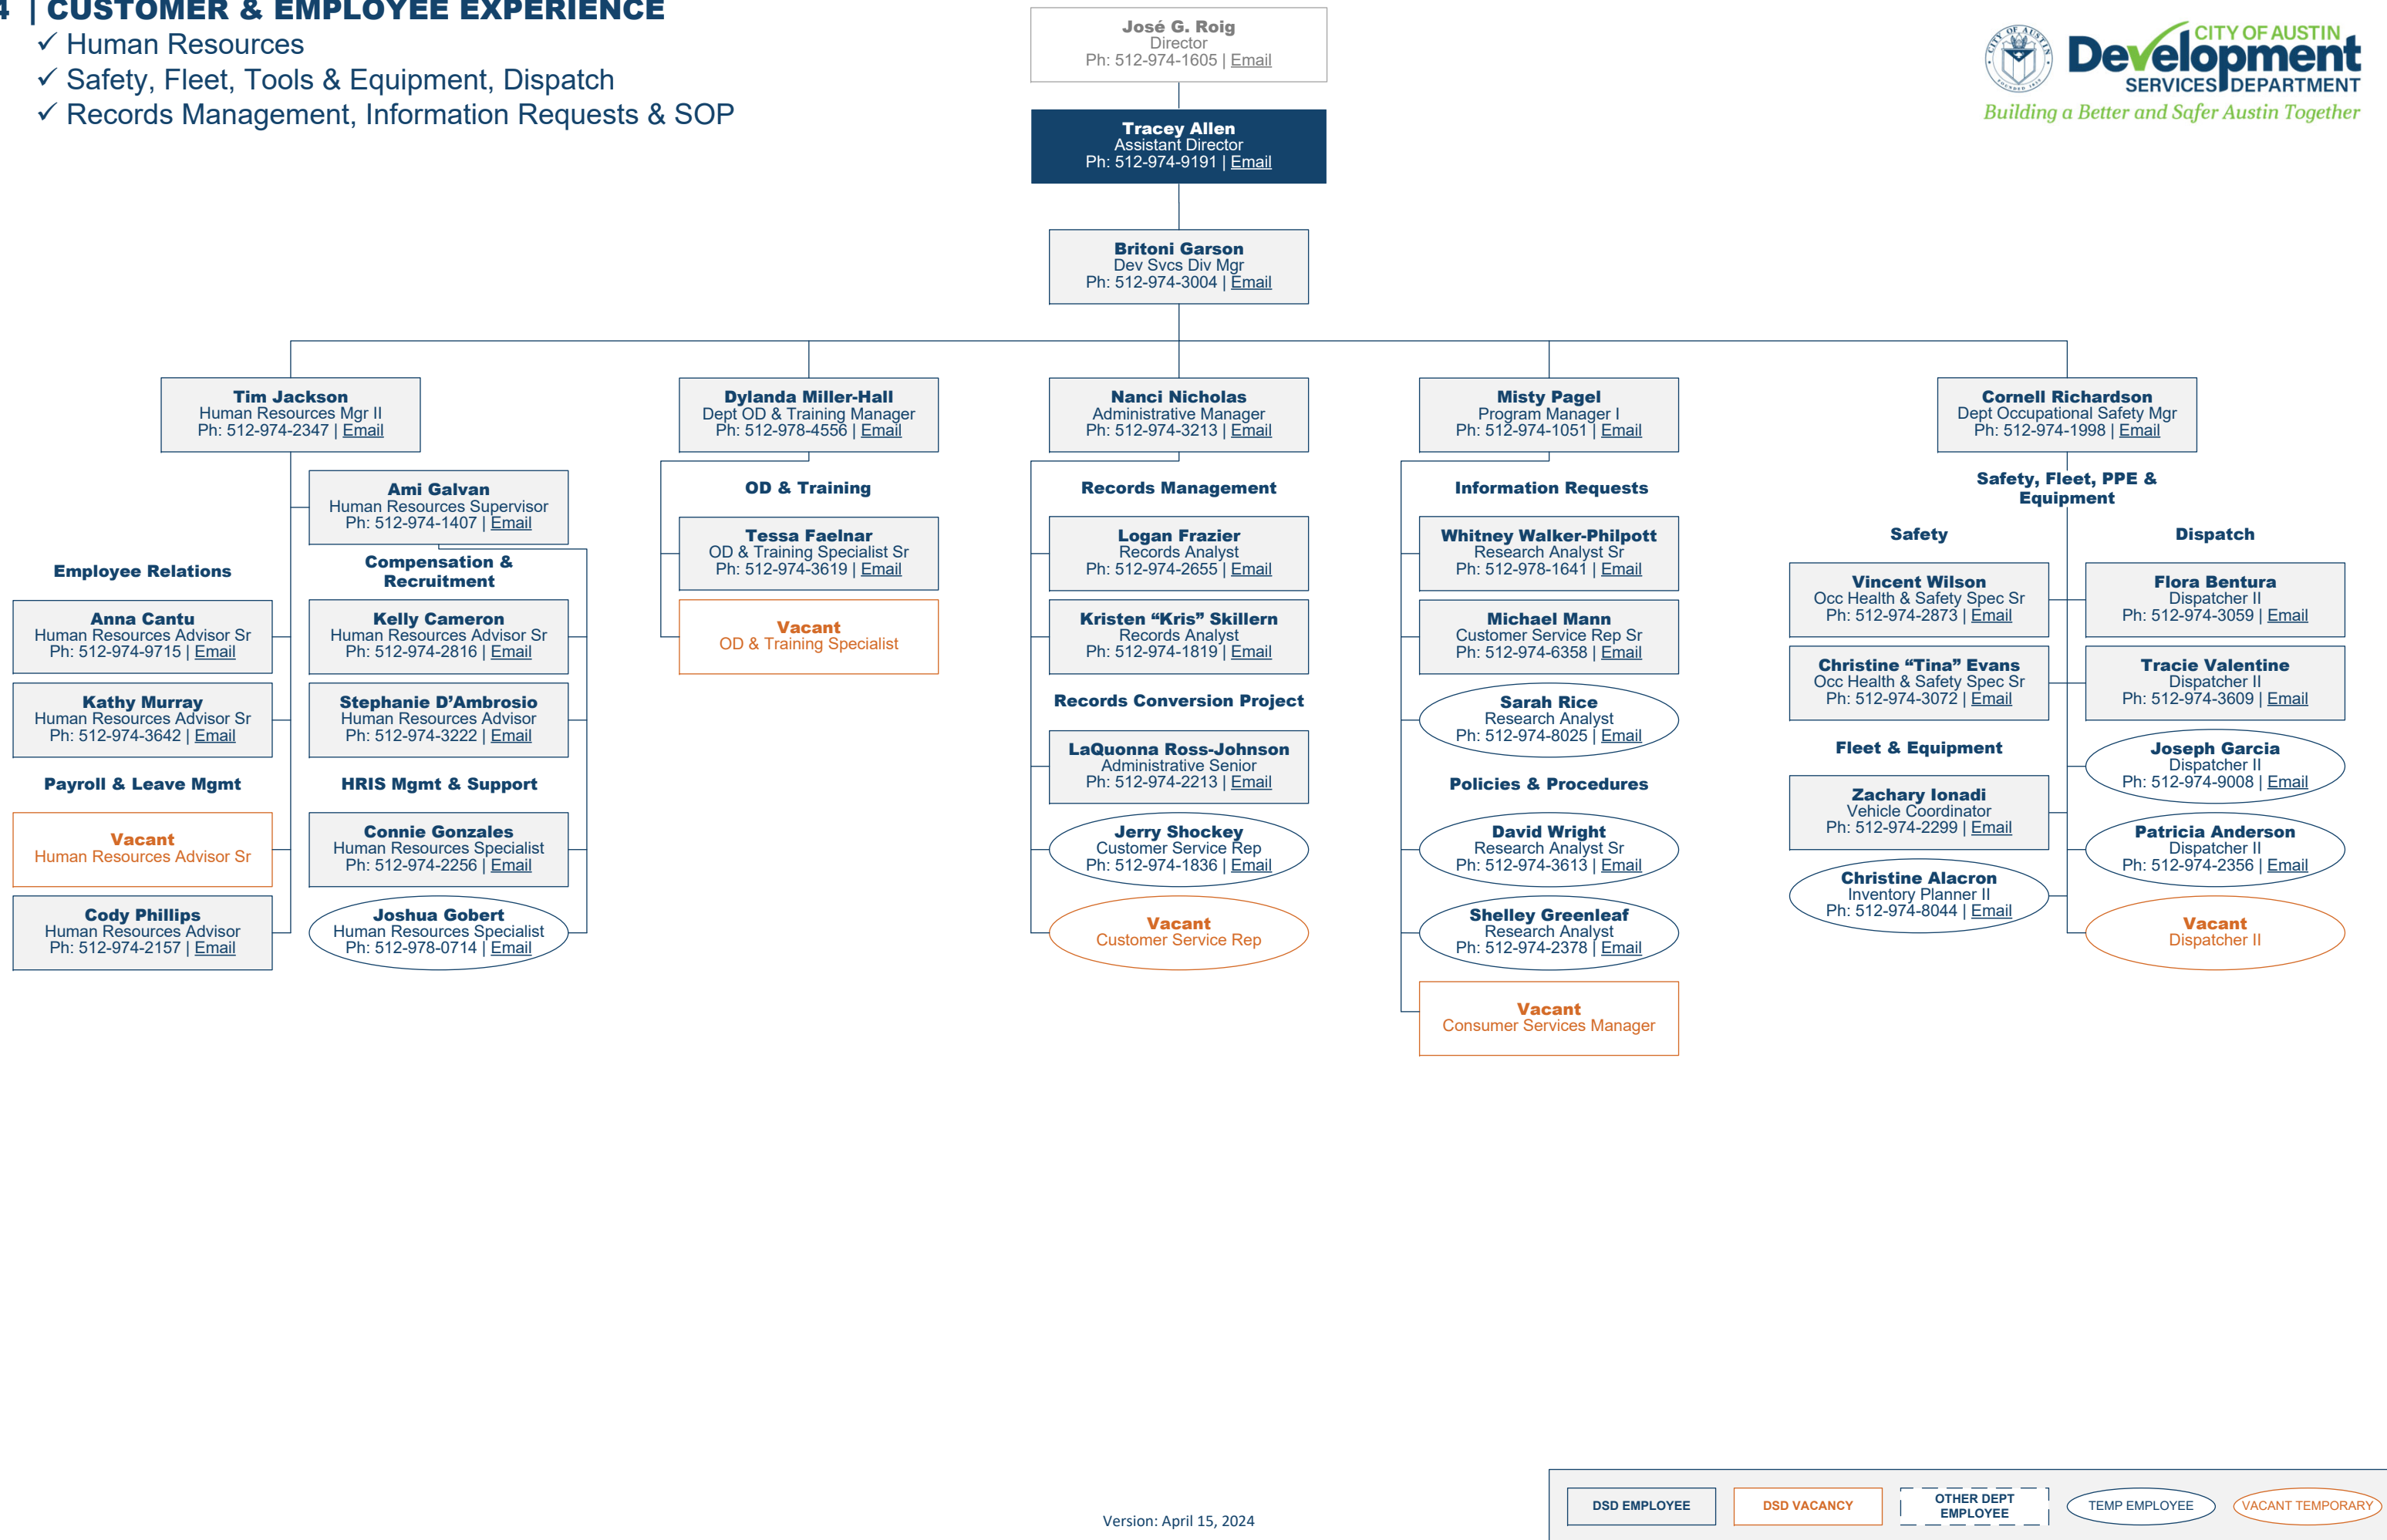 4 | CUSTOMER & EMPLOYEE EXPERIENCE
✓ Human Resources
✓ Safety, Fleet, Tools & Equipment, Dispatch
✓ Records Management, Information Requests & SOP
José G. Roig
Director
Ph: 512-974-1605 | Email
CITY OF AUSTIN
FOUNDED 1839
CITY OF AUSTIN
Development
SERVICES DEPARTMENT
Building a Better and Safer Austin Together
Tracey Allen
Assistant Director
Ph: 512-974-9191 | Email
Britoni Garson
Dev Svcs Div Mgr
Ph: 512-974-3004 | Email
Tim Jackson
Human Resources Mgr II
Ph: 512-974-2347 | Email
Ami Galvan
Human Resources Supervisor
Ph: 512-974-1407 | Email
Employee Relations
Anna Cantu
Human Resources Advisor Sr
Ph: 512-974-9715 | Email
Kathy Murray
Human Resources Advisor Sr
Ph: 512-974-3642 | Email
Payroll & Leave Mgmt
Vacant
Human Resources Advisor Sr
Cody Phillips
Human Resources Advisor
Ph: 512-974-2157 | Email
Compensation &
Recruitment
Kelly Cameron
Human Resources Advisor Sr
Ph: 512-974-2816 | Email
Stephanie D’Ambrosio
Human Resources Advisor
Ph: 512-974-3222 | Email
HRIS Mgmt & Support
Connie Gonzales
Human Resources Specialist
Ph: 512-974-2256 | Email
Joshua Gobert
Human Resources Specialist
Ph: 512-978-0714 | Email
Dylanda Miller-Hall
Dept OD & Training Manager
Ph: 512-978-4556 | Email
OD & Training
Tessa Faelnar
OD & Training Specialist Sr
Ph: 512-974-3619 | Email
Vacant
OD & Training Specialist
Nanci Nicholas
Administrative Manager
Ph: 512-974-3213 | Email
Records Management
Logan Frazier
Records Analyst
Ph: 512-974-2655 | Email
Kristen “Kris” Skillern
Records Analyst
Ph: 512-974-1819 | Email
Records Conversion Project
LaQuonna Ross-Johnson
Administrative Senior
Ph: 512-974-2213 | Email
Jerry Shockey
Customer Service Rep
Ph: 512-974-1836 | Email
Vacant
Customer Service Rep
Misty Pagel
Program Manager I
Ph: 512-974-1051 | Email
Information Requests
Whitney Walker-Philpott
Research Analyst Sr
Ph: 512-978-1641 | Email
Michael Mann
Customer Service Rep Sr
Ph: 512-974-6358 | Email
Sarah Rice
Research Analyst
Ph: 512-974-8025 | Email
Policies & Procedures
David Wright
Research Analyst Sr
Ph: 512-974-3613 | Email
Shelley Greenleaf
Research Analyst
Ph: 512-974-2378 | Email
Vacant
Consumer Services Manager
Cornell Richardson
Dept Occupational Safety Mgr
Ph: 512-974-1998 | Email
Safety, Fleet, PPE &
Equipment
Safety
Vincent Wilson
Occ Health & Safety Spec Sr
Ph: 512-974-2873 | Email
Christine “Tina” Evans
Occ Health & Safety Spec Sr
Ph: 512-974-3072 | Email
Fleet & Equipment
Zachary Ionadi
Vehicle Coordinator
Ph: 512-974-2299 | Email
Christine Alacron
Inventory Planner II
Ph: 512-974-8044 | Email
Dispatch
Flora Bentura
Dispatcher II
Ph: 512-974-3059 | Email
Tracie Valentine
Dispatcher II
Ph: 512-974-3609 | Email
Joseph Garcia
Dispatcher II
Ph: 512-974-9008 | Email
Patricia Anderson
Dispatcher II
Ph: 512-974-2356 | Email
Vacant
Dispatcher II
Version: April 15, 2024
DSD EMPLOYEE
DSD VACANCY
OTHER DEPT
EMPLOYEE
TEMP EMPLOYEE
VACANT TEMPORARY